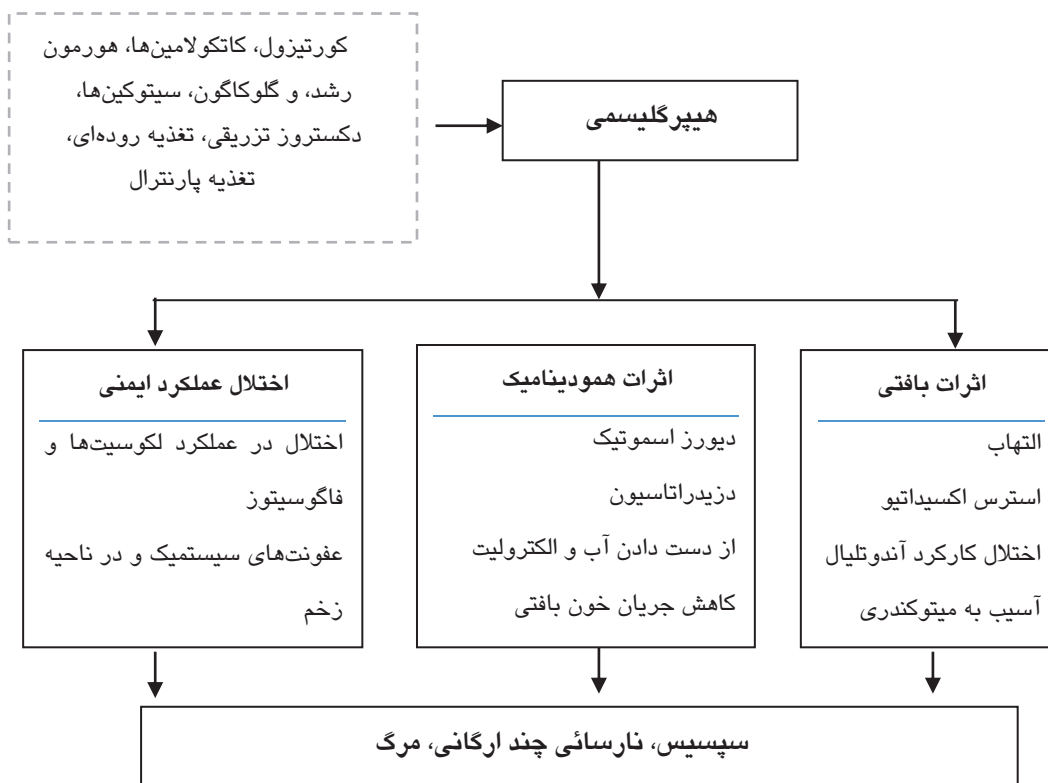 کورتیزول، کاتکولامین‌ها، هورمون
رشد، و گلوکاگون، سیتوکین‌ها،
دکستروز تزریقی، تغذیه روده‌ای،
تغذیه پارنترال
هیپرگلیسمی
اثرات بافتی
التهاب
استرس اکسیداتیو
اختلال کارکرد آندوتلیال
آسیب به میتوکندری
اثرات همودینامیک
دیورز اسموتیک
دزیدراتاسیون
از دست دادن آب و الکترولیت
کاهش جریان خون بافتی
اختلال عملکرد ایمنی
اختلال در عملکرد لکوسیت‌ها و
فاگوسیتوز
عفونت‌های سیستمیک و در ناحیه
زخم
سپسیس، نارسائی چند ارگانی، مرگ